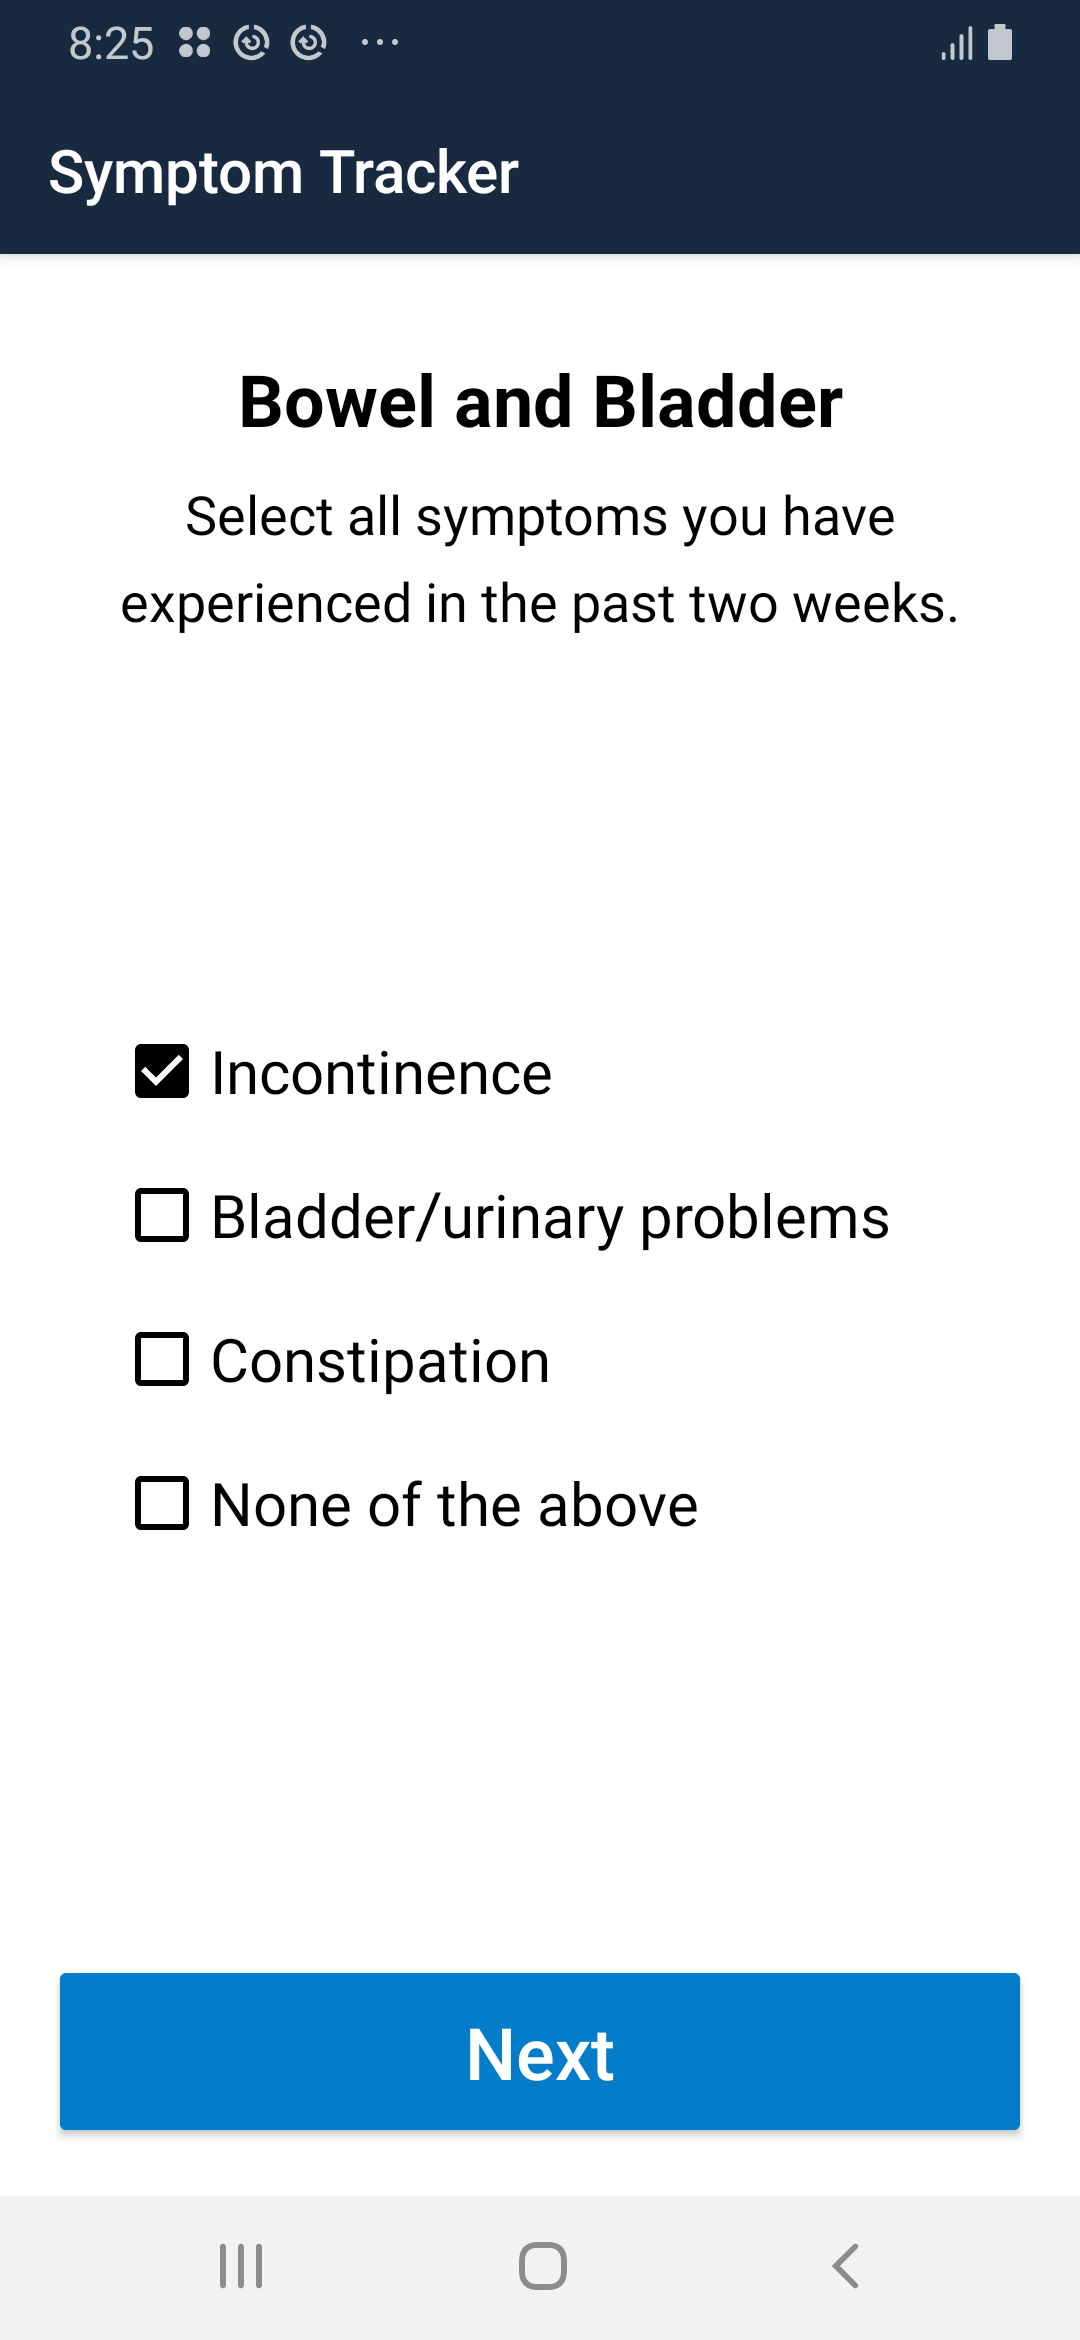 8:25
Symptom Tracker
Bowel and Bladder
Select all symptoms you have
experienced in the past two weeks.
Incontinence
Bladder/urinary problems
Constipation
None of the above
Next